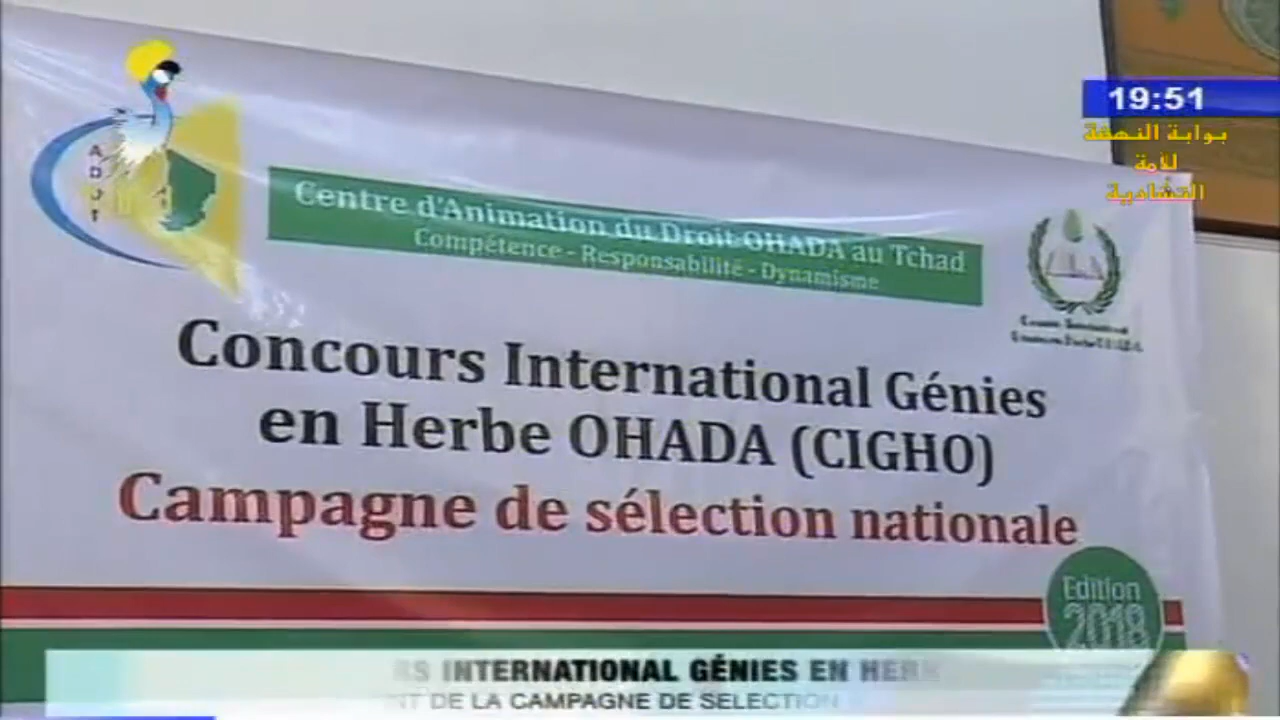 19:51
بوابة النهضة
للأمة
التشادية
Centre d'Animation du Droit OHADA au Tchad
Compétence - Responsabilité - Dynamisme
Concours International Génies
en Herbe OHADA (CIGHO)
Campagne de sélection nationale
Edition
2018
INTERNATIONAL GÉNIES EN
DE LA CAMPAGNE DE SELECTION